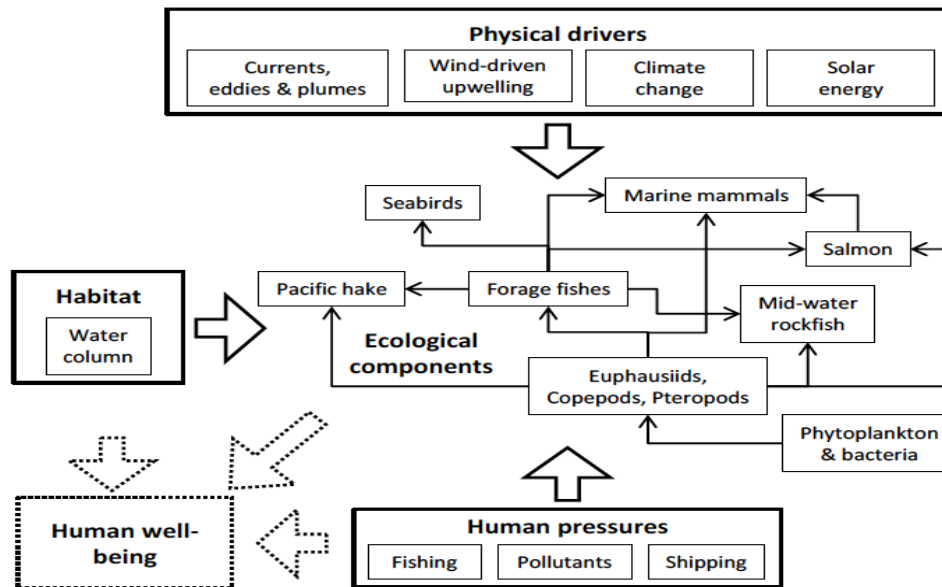 Physical drivers
Currents,
eddies & plumes
Wind-driven
upwelling
Climate
change
Solar
energy
Seabirds
Marine mammals
Salmon
Habitat
Water
column
Pacific hake
Forage fishes
Mid-water
rockfish
Ecological
components
Euphausiids,
Copepods, Pteropods
Phytoplankton
& bacteria
Human well-
being
Human pressures
Fishing
Pollutants
Shipping